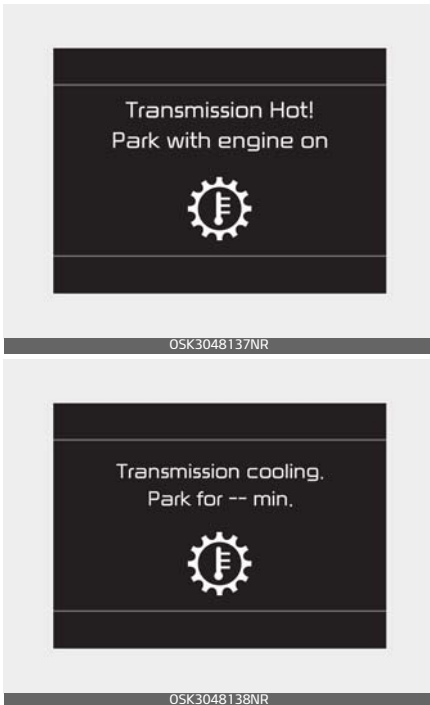 Transmission Hot!
Park with engine on
OSK3048137NR
Transmission cooling.
Park for -- min.
OSK3048138NR